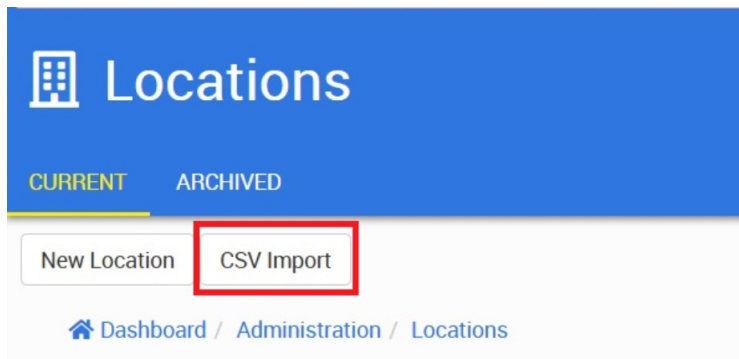 Locations
CURRENT ARCHIVED
New Location CSV Import
Dashboard / Administration / Locations